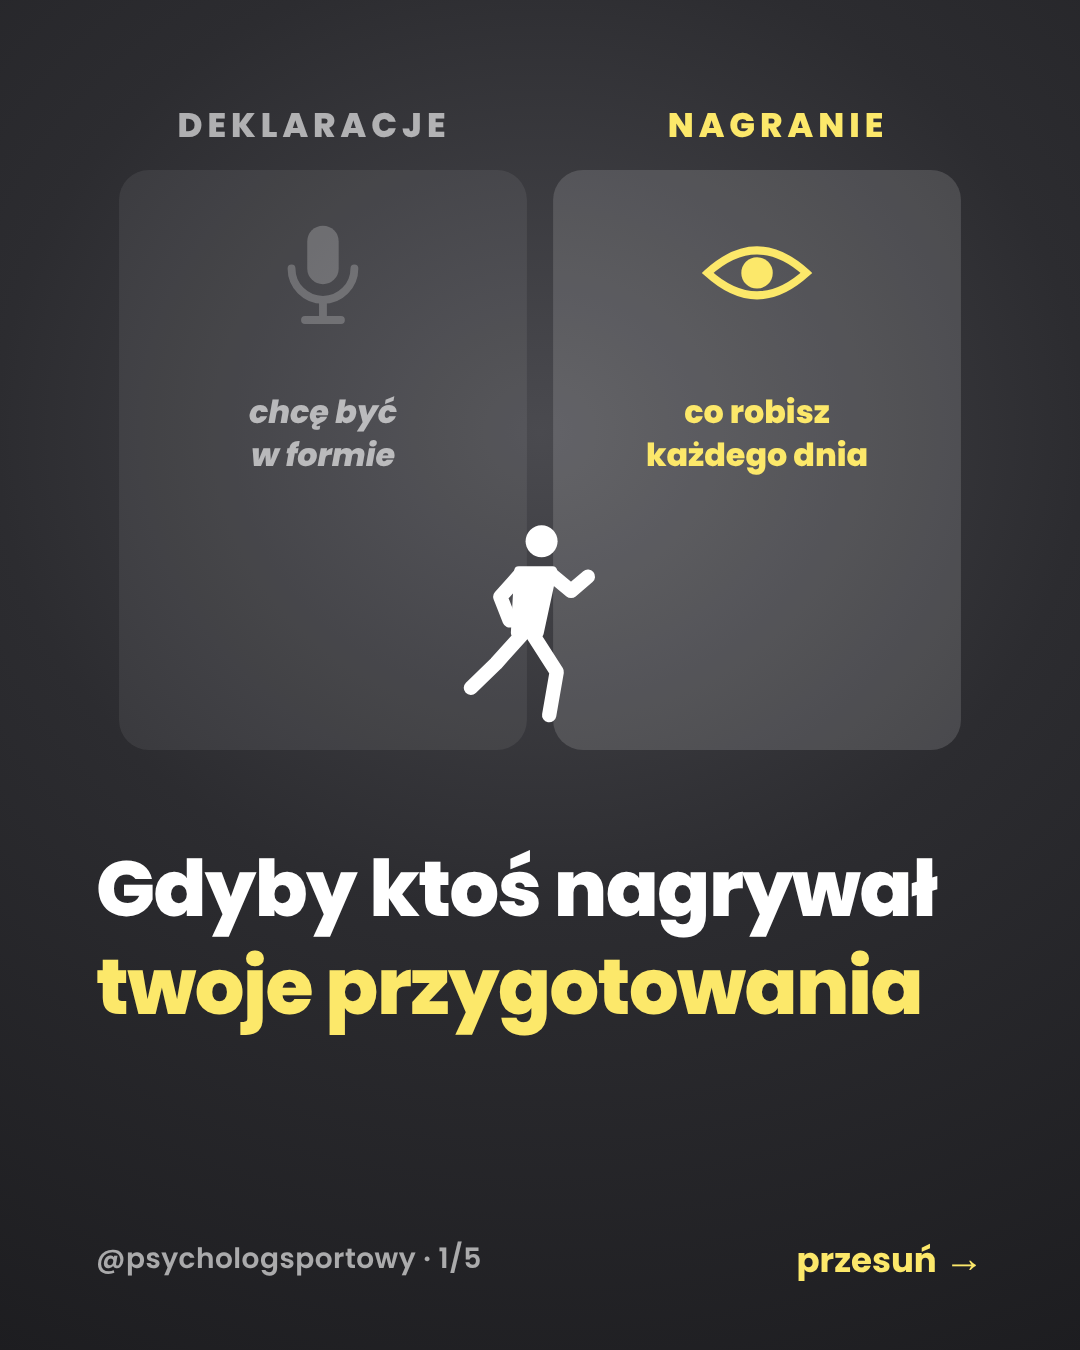 DEKLARACJE
NAGRANIE
chcę być
w formie
co robisz
każdego dnia
Gdyby ktoś nagrywał
twoje przygotowania
@psychologsportowy · 1/5
przesuń →